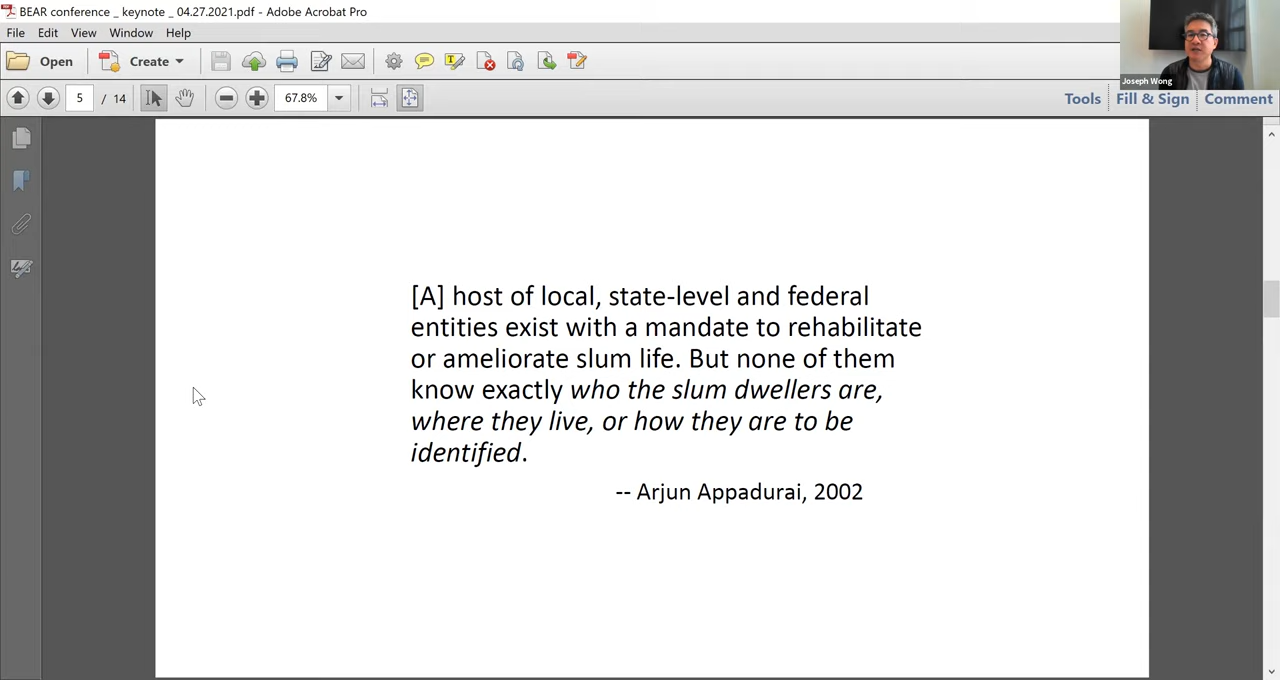 BEAR conference _ keynote _ 04.27.2021.pdf - Adobe Acrobat Pro
File Edit View Window Help
Open Create
5 / 14 67.8% Tools Fill & Sign Comment
Joseph Wong
[A] host of local, state-level and federal
entities exist with a mandate to rehabilitate
or ameliorate slum life. But none of them
know exactly who the slum dwellers are,
where they live, or how they are to be
identified.
-- Arjun Appadurai, 2002